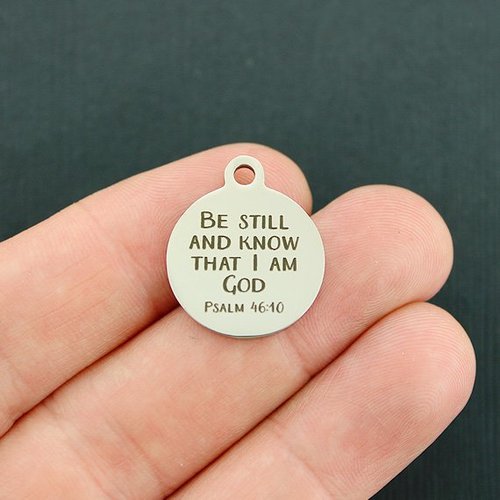 Be still
and know
that I am
God
Psalm 46:10